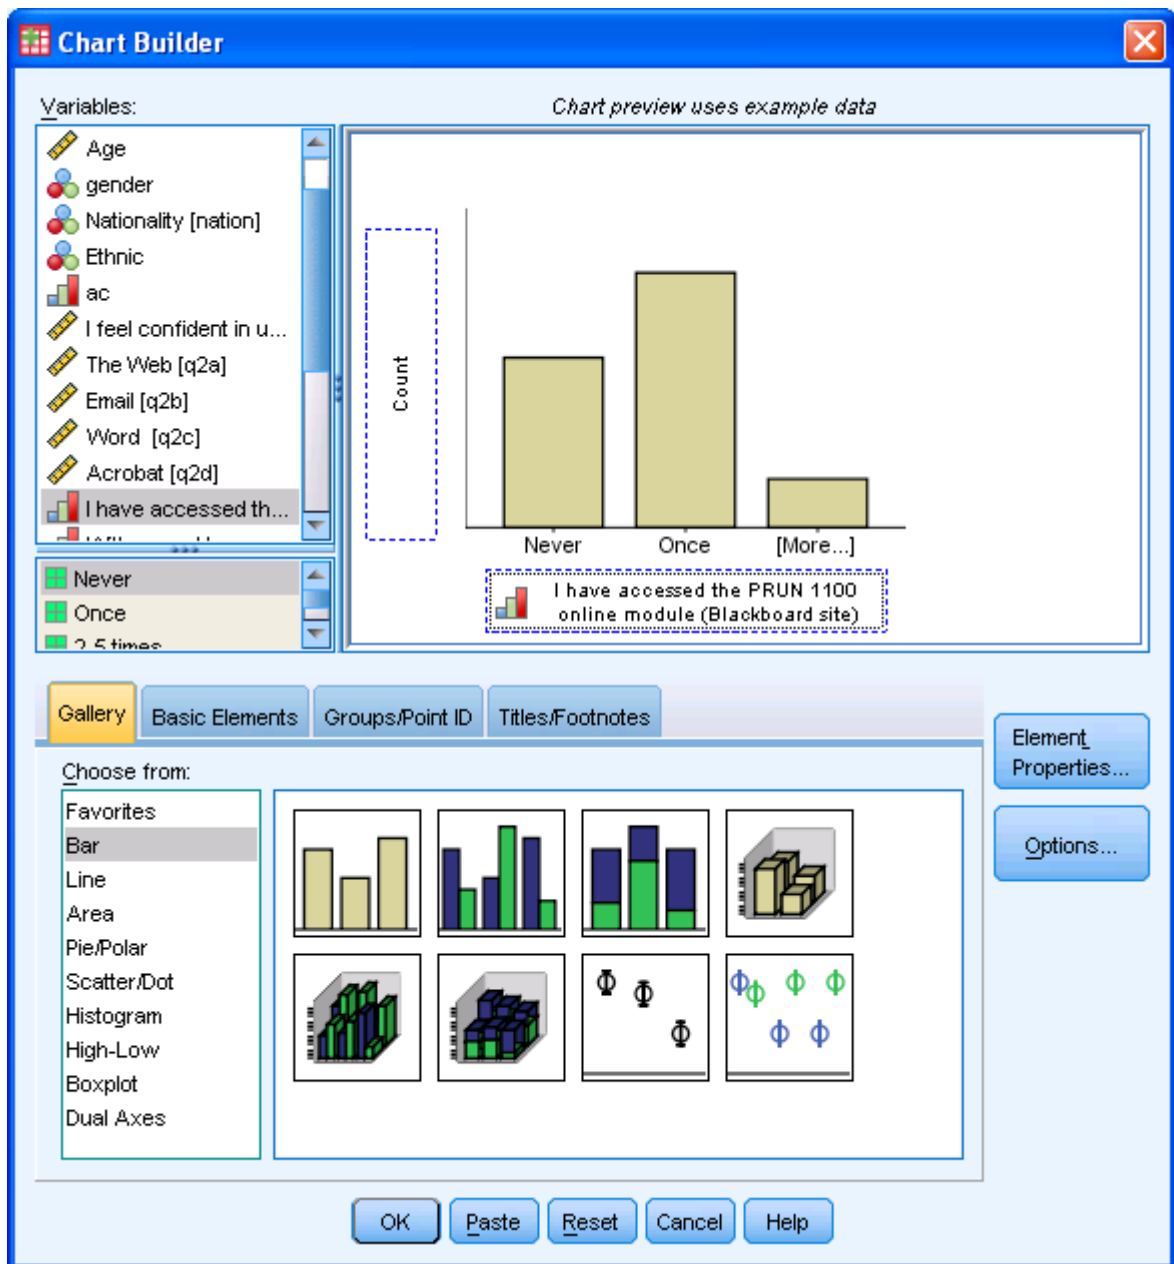 Chart Builder
Variables:
Chart preview uses example data
Age
gender
Nationality [nation]
Ethnic
ac
I feel confident in u...
The Web [q2a]
Email [q2b]
Word [q2c]
Acrobat [q2d]
I have accessed th...
Never
Once
2-5 times
Count
Never
Once
[More...]
I have accessed the PRUN 1100
online module (Blackboard site)
Gallery
Basic Elements
Groups/Point ID
Titles/Footnotes
Element
Properties...
Options...
Choose from:
Favorites
Bar
Line
Area
Pie/Polar
Scatter/Dot
Histogram
High-Low
Boxplot
Dual Axes
OK
Paste
Reset
Cancel
Help